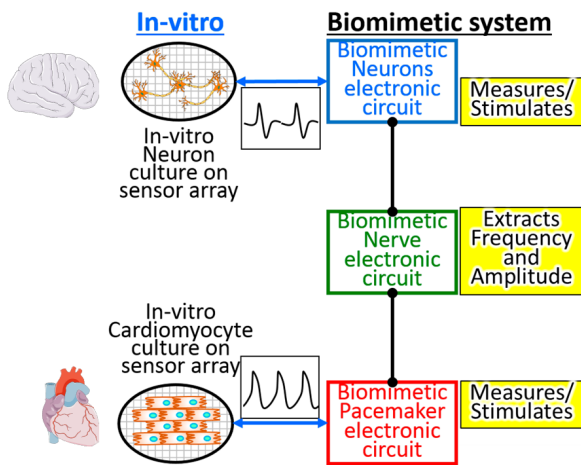 In-vitro
Biomimetic system
Biomimetic
Neurons
electronic
circuit
Measures/
Stimulates
In-vitro
Neuron
culture on
sensor array
Biomimetic
Nerve
electronic
circuit
Extracts
Frequency
and
Amplitude
In-vitro
Cardiomyocyte
culture on
sensor array
Biomimetic
Pacemaker
electronic
circuit
Measures/
Stimulates